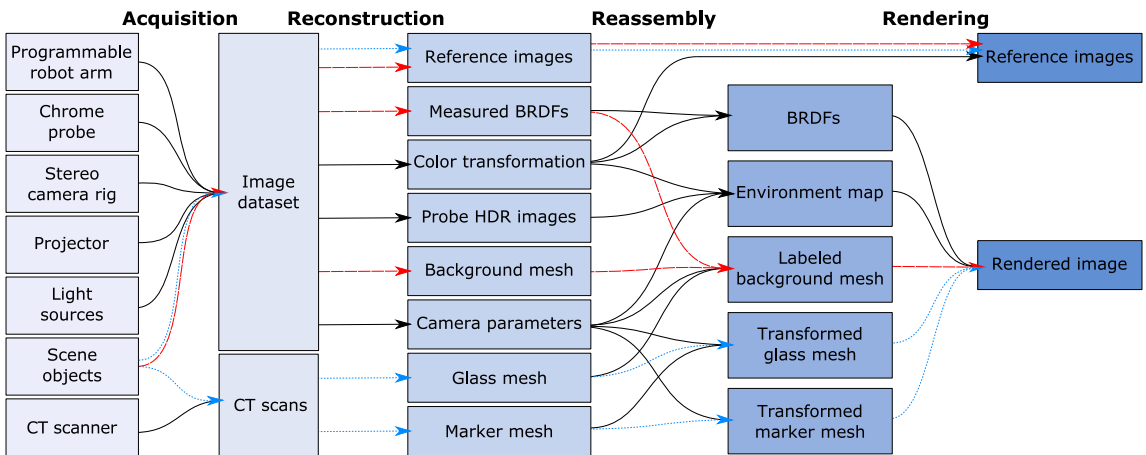 Acquisition
Reconstruction
Reassembly
Rendering
Programmable
robot arm
Chrome
probe
Stereo
camera rig
Projector
Light
sources
Scene
objects
CT scanner
Image
dataset
CT scans
Reference images
Measured BRDFs
Color transformation
Probe HDR images
Background mesh
Camera parameters
Glass mesh
Marker mesh
BRDFs
Environment map
Labeled
background mesh
Transformed
glass mesh
Transformed
marker mesh
Reference images
Rendered image